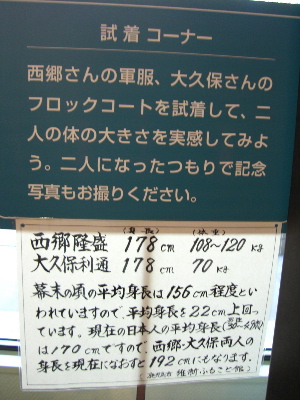 試着コーナー
西郷さんの軍服、大久保さんの
フロックコートを試着して、二
人の体の大きさを実感してみよ
う。二人になったつもりで記念
写真もお撮りください。
(身長) (体重)
西郷隆盛 178cm 108〜120kg
大久保利通 178cm 70kg
幕末の頃の平均身長は156cm程度とい
われていますので、平均身長を22cm上回っ
ています。現在の日本人の平均身長
は170cmですので、西郷・大久保両人の
身長を現在になおすと192cmにもなります。
維新ふるさと館